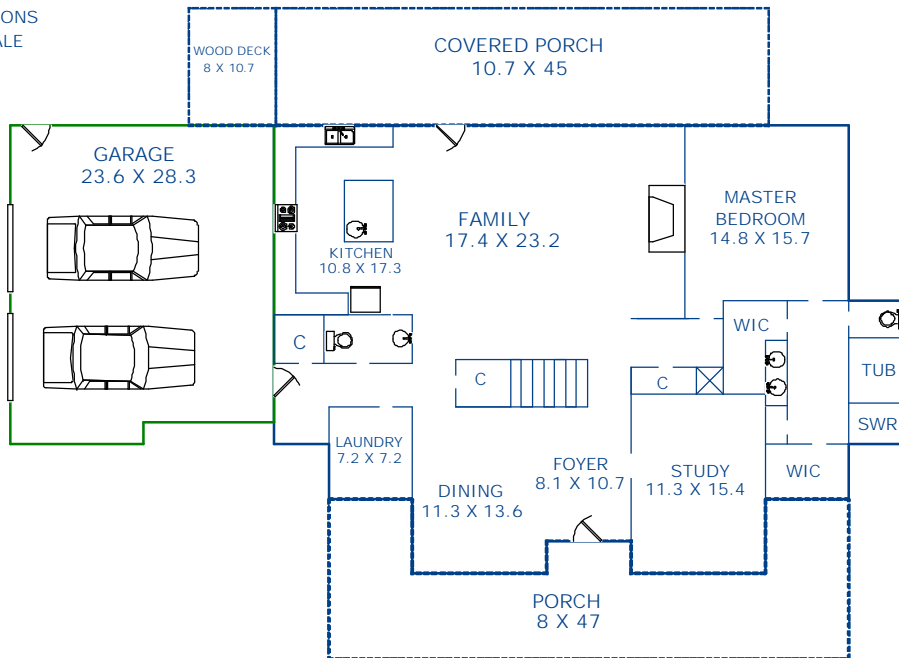 IONS
ALE
WOOD DECK
8 X 10.7
COVERED PORCH
10.7 X 45
GARAGE
23.6 X 28.3
KITCHEN
10.8 X 17.3
FAMILY
17.4 X 23.2
MASTER
BEDROOM
14.8 X 15.7
C
WIC
C
C
TUB
SWR
LAUNDRY
7.2 X 7.2
DINING
11.3 X 13.6
FOYER
8.1 X 10.7
STUDY
11.3 X 15.4
WIC
PORCH
8 X 47